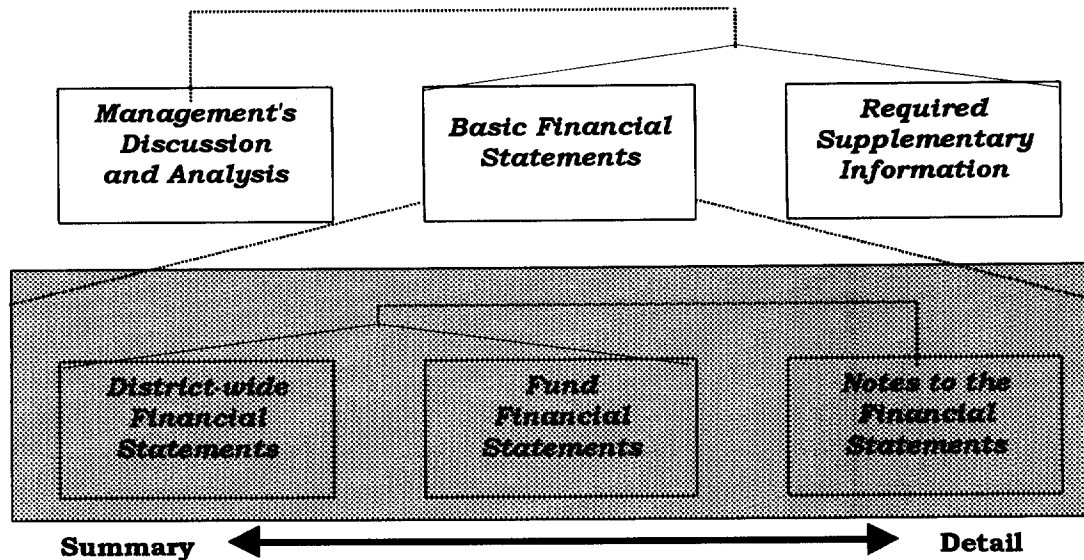 Management's
Discussion
and Analysis
Basic Financial
Statements
Required
Supplementary
Information
District-wide
Financial
Statements
Fund
Financial
Statements
Notes to the
Financial
Statements
Summary
Detail